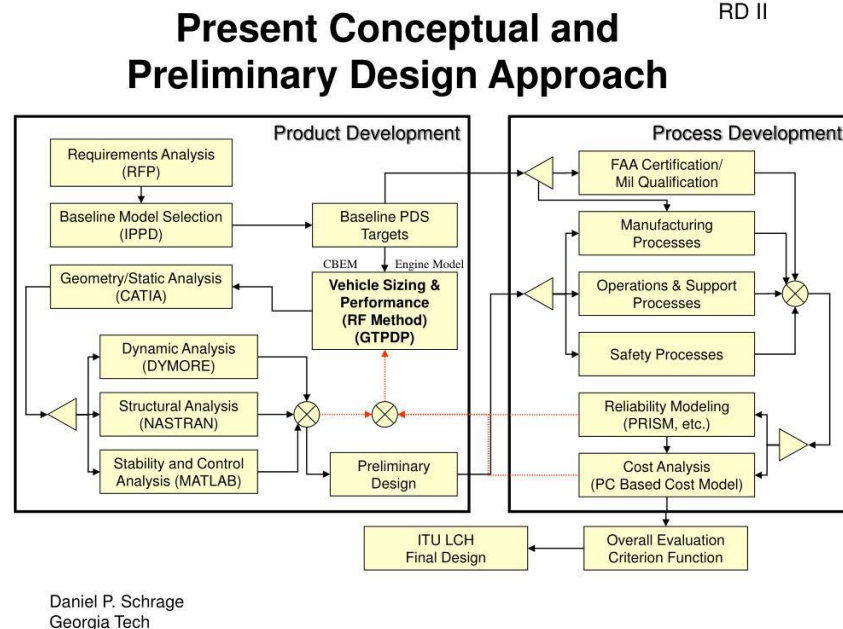 RD II
Present Conceptual and
Preliminary Design Approach
Product Development
Requirements Analysis
(RFP)
Baseline Model Selection
(IPPD)
Baseline PDS
Targets
CBEM
Engine Model
Geometry/Static Analysis
(CATIA)
Vehicle Sizing &
Performance
(RF Method)
(GTPDP)
Dynamic Analysis
(DYMORE)
Structural Analysis
(NASTRAN)
Stability and Control
Analysis (MATLAB)
Preliminary
Design
Process Development
FAA Certification/
Mil Qualification
Manufacturing
Processes
Operations & Support
Processes
Safety Processes
Reliability Modeling
(PRISM, etc.)
Cost Analysis
(PC Based Cost Model)
ITU LCH
Final Design
Overall Evaluation
Criterion Function
Daniel P. Schrage
Georgia Tech